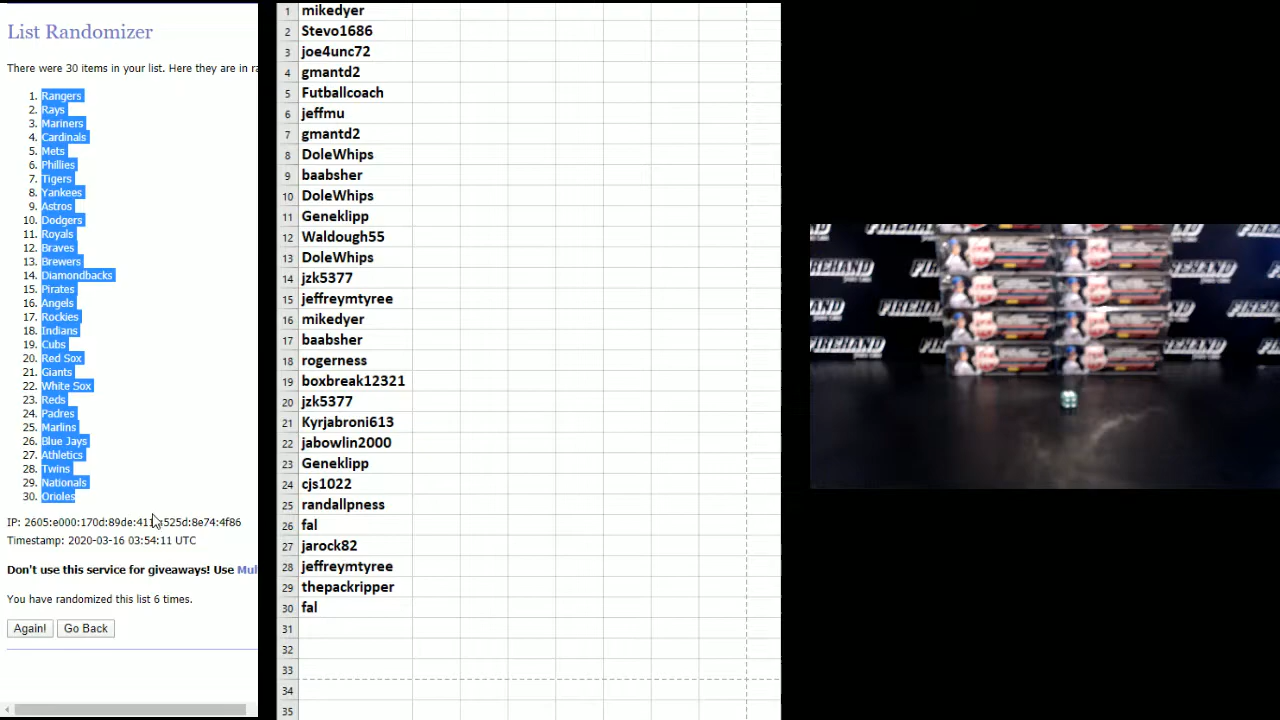 List Randomizer
There were 30 items in your list. Here they are in ra
1. Rangers
2. Rays
3. Mariners
4. Cardinals
5. Mets
6. Phillies
7. Tigers
8. Yankees
9. Astros
10. Dodgers
11. Royals
12. Braves
13. Brewers
14. Diamondbacks
15. Pirates
16. Angels
17. Rockies
18. Indians
19. Cubs
20. Red Sox
21. Giants
22. White Sox
23. Reds
24. Padres
25. Marlins
26. Blue Jays
27. Athletics
28. Twins
29. Nationals
30. Orioles
Timestamp: 2020-03-16 03:54:11 UTC
Don't use this service for giveaways! Use Mul
You have randomized this list 6 times.
Again! Go Back
1 mikedyer
2 Stevo1686
3 joe4unc72
4 gmantd2
5 Futballcoach
6 jeffmu
7 gmantd2
8 DoleWhips
9 baabsher
10 DoleWhips
11 Geneklipp
12 Waldough55
13 DoleWhips
14 jzk5377
15 jeffreymtyree
16 mikedyer
17 baabsher
18 rogerness
19 boxbreak12321
20 jzk5377
21 Kyrjabroni613
22 jabowlin2000
23 Geneklipp
24 cjs1022
25 randallpness
26 fal
27 jarock82
28 jeffreymtyree
29 thepackripper
30 fal
31
32
33
34
35
FIREHAND
FIREHAND
FIREHAND